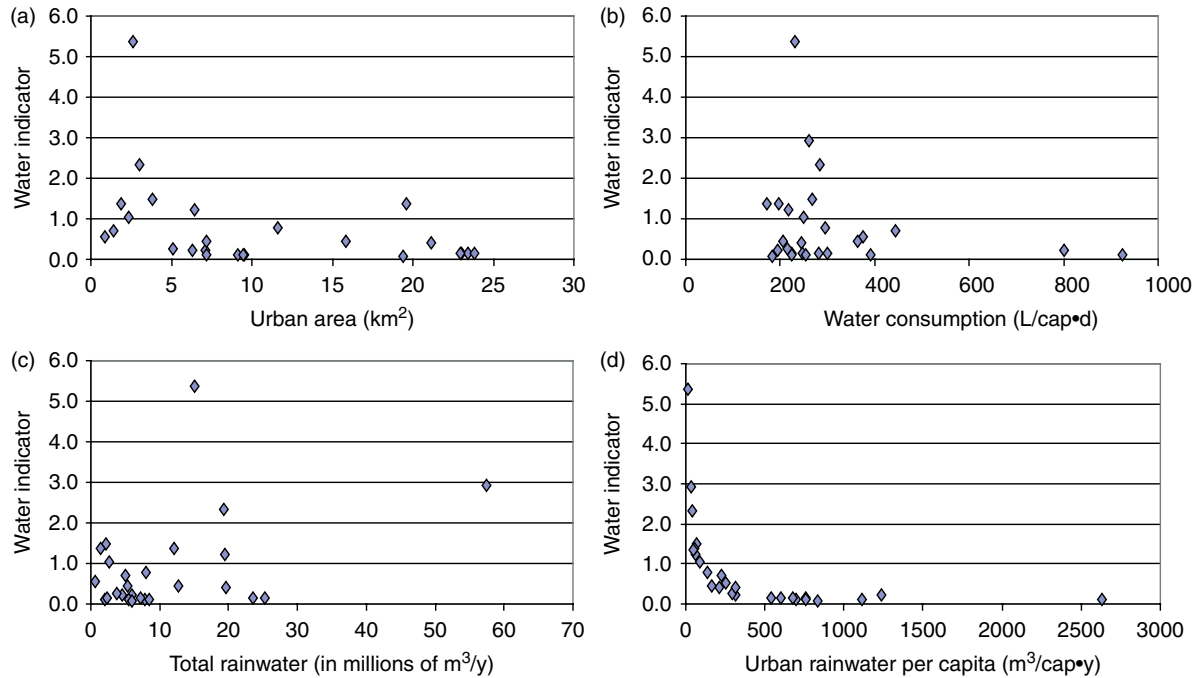 (a)
6.0
5.0
4.0
3.0
2.0
1.0
0.0
Water indicator
0 5 10 15 20 25 30
Urban area (km²)
(b)
6.0
5.0
4.0
3.0
2.0
1.0
0.0
Water indicator
0 200 400 600 800 1000
Water consumption (L/cap•d)
(c)
6.0
5.0
4.0
3.0
2.0
1.0
0.0
Water indicator
0 10 20 30 40 50 60 70
Total rainwater (in millions of m³/y)
(d)
6.0
5.0
4.0
3.0
2.0
1.0
0.0
Water indicator
0 500 1000 1500 2000 2500 3000
Urban rainwater per capita (m³/cap•y)